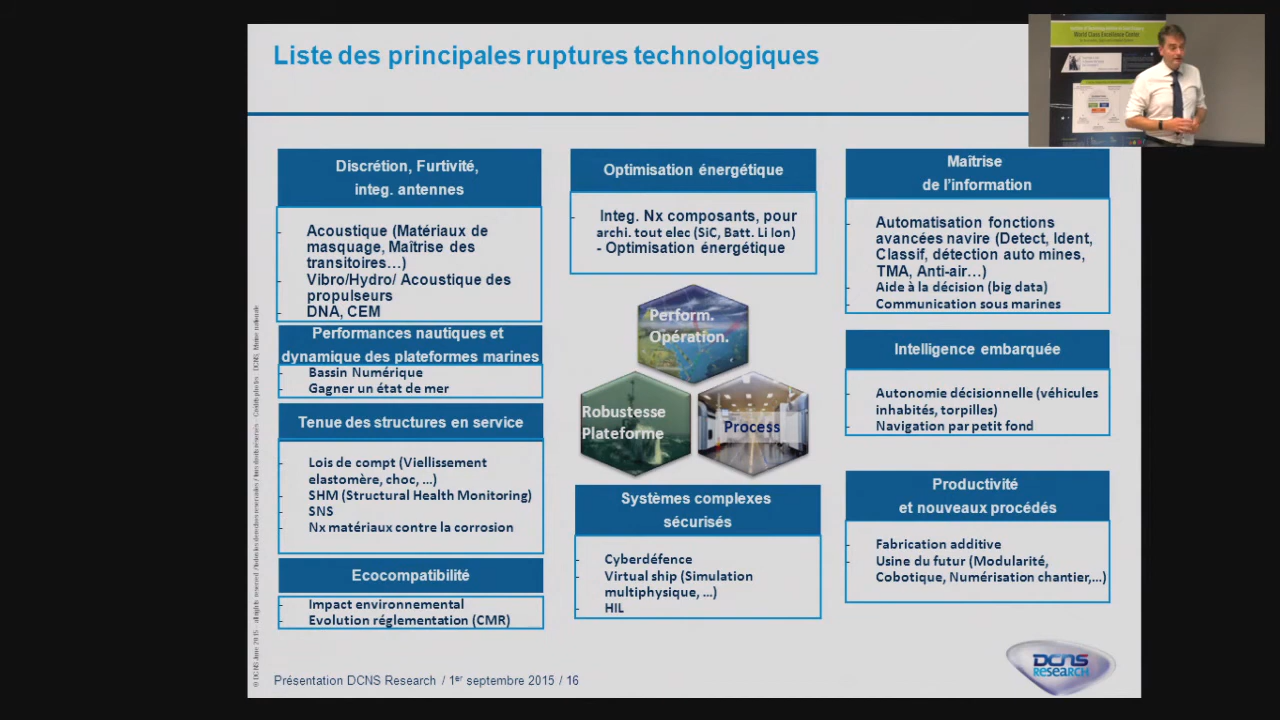 Liste des principales ruptures technologiques
World Class Excellence Center
Discrétion, Furtivité,
integ. antennes
Acoustique (Matériaux de
masquage, Maîtrise des
transitoires…)
Vibro/Hydro/ Acoustique des
propulseurs
DNA, CEM
Performances nautiques et
dynamique des plateformes marines
Bassin Numérique
Gagner un état de mer
Tenue des structures en service
Lois de compt (Viellissement
elastomère, choc, …)
SHM (Structural Health Monitoring)
SNS
Nx matériaux contre la corrosion
Ecocompatibilité
Impact environnemental
Evolution réglementation (CMR)
Optimisation énergétique
- Integ. Nx composants, pour
archi. tout elec (SiC, Batt. Li Ion)
- Optimisation énergétique
Perform.
Opération.
Robustesse
Plateforme
Process
Systèmes complexes
sécurisés
- Cyberdéfence
- Virtual ship (Simulation
multiphysique, …)
- HIL
Maîtrise
de l’information
- Automatisation fonctions
avancées navire (Detect, Ident,
Classif, détection auto mines,
TMA, Anti-air…)
- Aide à la décision (big data)
- Communication sous marines
Intelligence embarquée
- Autonomie décisionnelle (véhicules
inhabités, torpilles)
- Navigation par petit fond
Productivité
et nouveaux procédés
- Fabrication additive
- Usine du futur (Modularité,
Cobotique, Numérisation chantier,…)
Présentation DCNS Research / 1er septembre 2015 / 16
DCNS
RESEARCH